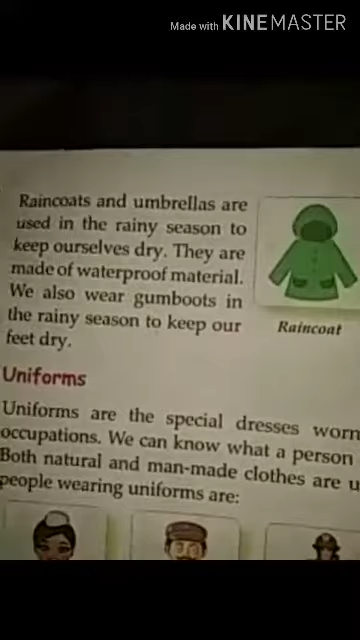 Made with KINEMASTER
Raincoats and umbrellas are
used in the rainy season to
keep ourselves dry. They are
made of waterproof material.
We also wear gumboots in
the rainy season to keep our
feet dry.
Raincoat
Uniforms
Uniforms are the special dresses worn
occupations. We can know what a person
Both natural and man-made clothes are
people wearing uniforms are: